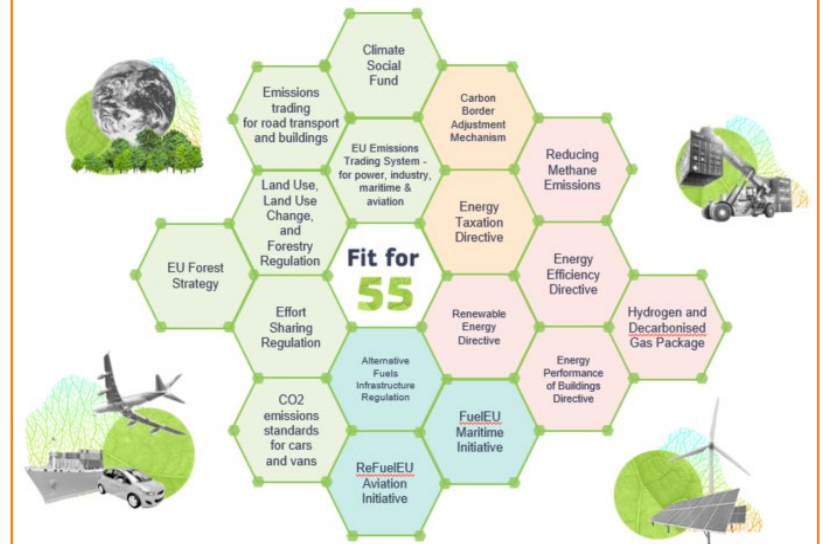 Climate
Social
Fund
Emissions
trading
for road transport
and buildings
Carbon
Border
Adjustment
Mechanism
EU Emissions
Trading System -
for power, industry,
maritime &
aviation
Reducing
Methane
Emissions
Land Use,
Land Use
Change,
and
Forestry
Regulation
Energy
Taxation
Directive
EU Forest
Strategy
Fit for
55
Energy
Efficiency
Directive
Effort
Sharing
Regulation
Renewable
Energy
Directive
Hydrogen and
Decarbonised
Gas Package
Alternative
Fuels
Infrastructure
Regulation
Energy
Performance
of Buildings
Directive
CO2
emissions
standards
for cars
and vans
FuelEU
Maritime
Initiative
ReFuelEU
Aviation
Initiative